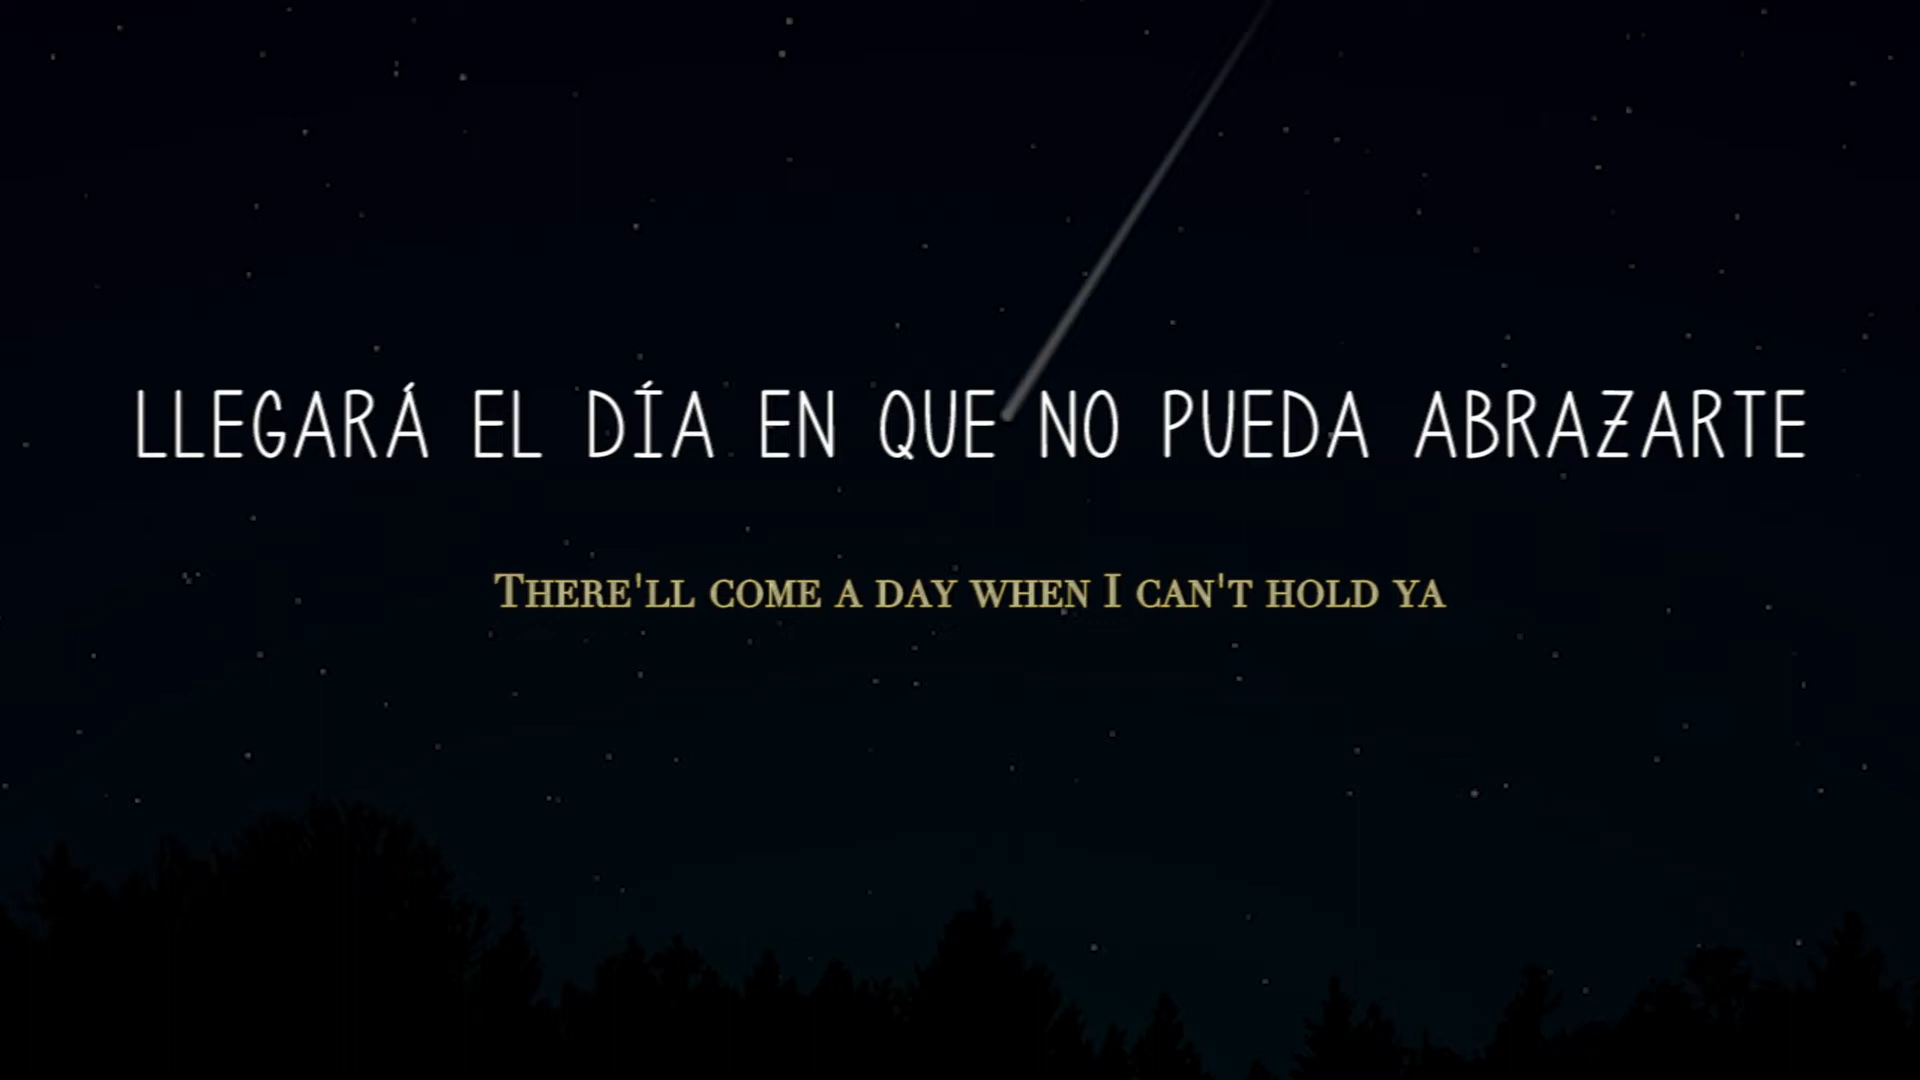 LLEGARÁ EL DÍA EN QUE NO PUEDA ABRAZARTE
There'll come a day when I can't hold ya